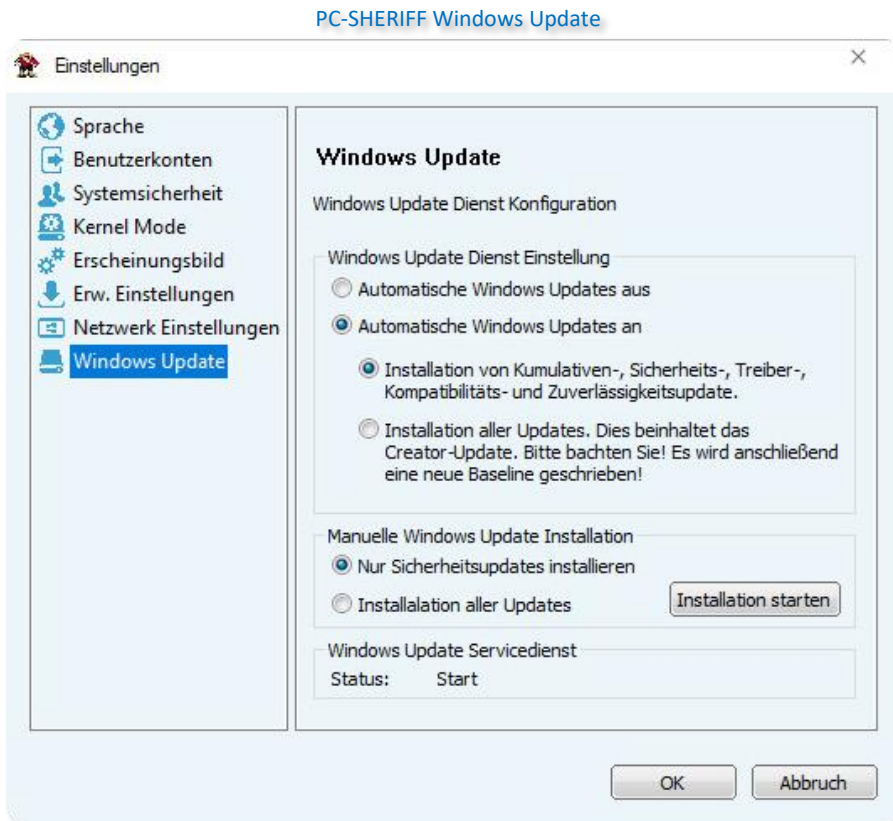 PC-SHERIFF Windows Update
Einstellungen
Sprache
Benutzerkonten
Systemsicherheit
Kernel Mode
Erscheinungsbild
Erw. Einstellungen
Netzwerk Einstellungen
Windows Update
Windows Update
Windows Update Dienst Konfiguration
Windows Update Dienst Einstellung
Automatische Windows Updates aus
Automatische Windows Updates an
Installation von Kumulativen-, Sicherheits-, Treiber-,
Kompatibilitäts- und Zuverlässigkeitsupdate.
Installation aller Updates. Dies beinhaltet das
Creator-Update. Bitte bachten Sie! Es wird anschließend
eine neue Baseline geschrieben!
Manuelle Windows Update Installation
Nur Sicherheitsupdates installieren
Installalation aller Updates
Installation starten
Windows Update Servicedienst
Status: Start
OK
Abbruch